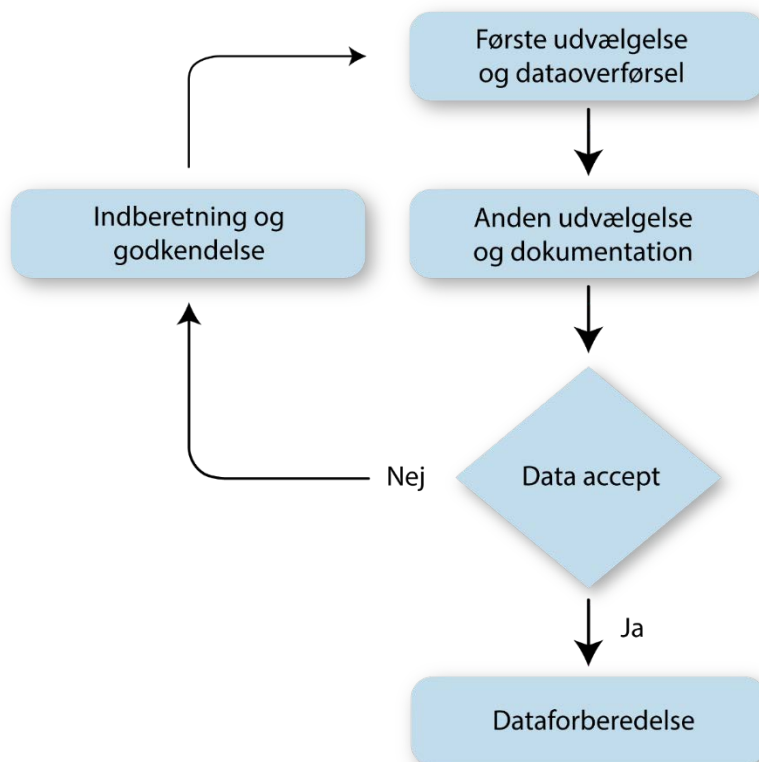 Første udvælgelse
og dataoverførsel
Indberetning og
godkendelse
Anden udvælgelse
og dokumentation
Nej
Data accept
Ja
Dataforberedelse